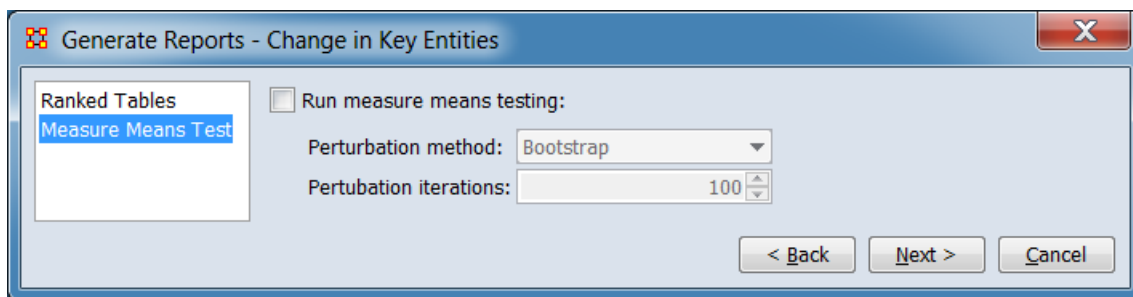 Generate Reports - Change in Key Entities
X
Ranked Tables
Measure Means Test
Run measure means testing:
Perturbation method: Bootstrap
Pertubation iterations: 100
< Back Next > Cancel